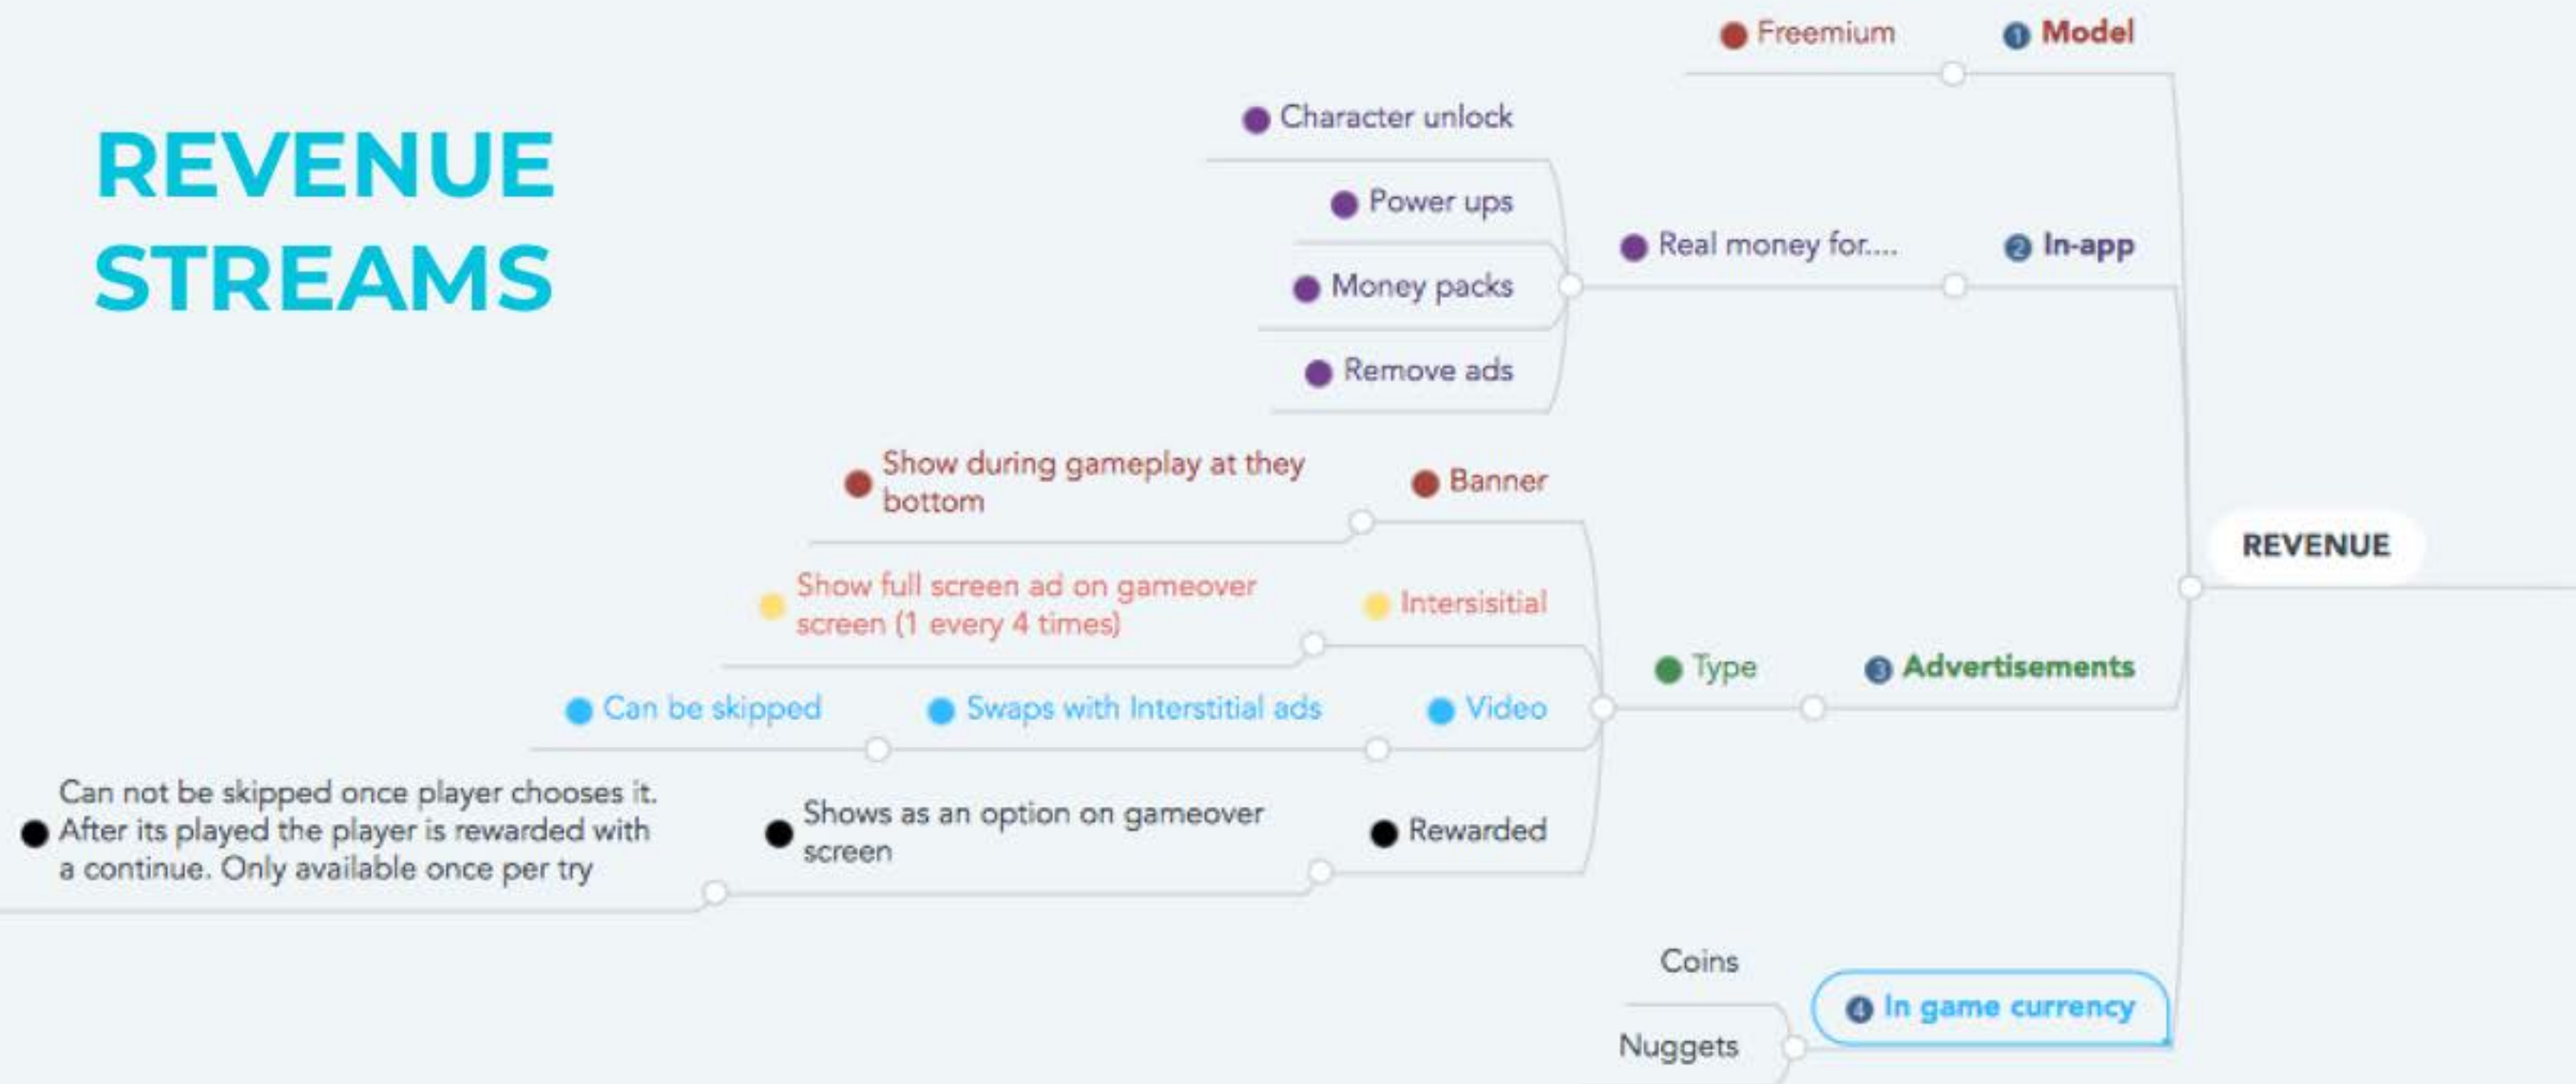 REVENUE
STREAMS
Freemium
1 Model
Character unlock
Power ups
Money packs
Remove ads
Real money for....
2 In-app
Show during gameplay at they
bottom
Banner
Show full screen ad on gameover
screen (1 every 4 times)
Intersisitial
Can be skipped
Swaps with Interstitial ads
Video
Can not be skipped once player chooses it.
After its played the player is rewarded with
a continue. Only available once per try
Shows as an option on gameover
screen
Rewarded
Type
3 Advertisements
REVENUE
Coins
Nuggets
4 In game currency